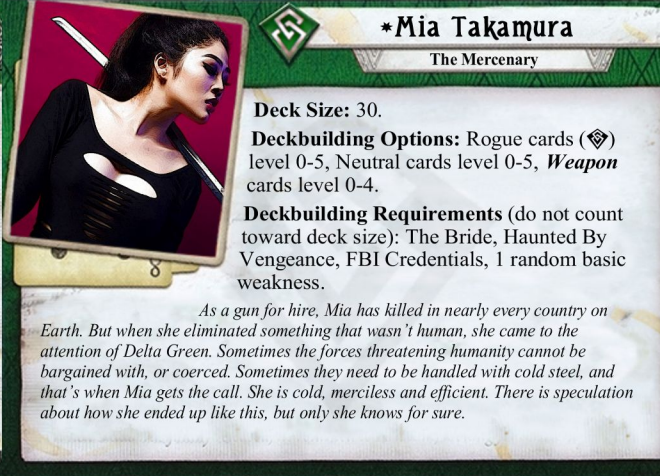 *Mia Takamura
The Mercenary
Deck Size: 30.
Deckbuilding Options: Rogue cards ( )
level 0-5, Neutral cards level 0-5, Weapon
cards level 0-4.
Deckbuilding Requirements (do not count
toward deck size): The Bride, Haunted By
Vengeance, FBI Credentials, 1 random basic
weakness.
As a gun for hire, Mia has killed in nearly every country on
Earth. But when she eliminated something that wasn't human, she came to the
attention of Delta Green. Sometimes the forces threatening humanity cannot be
bargained with, or coerced. Sometimes they need to be handled with cold steel, and
that's when Mia gets the call. She is cold, merciless and efficient. There is speculation
about how she ended up like this, but only she knows for sure.